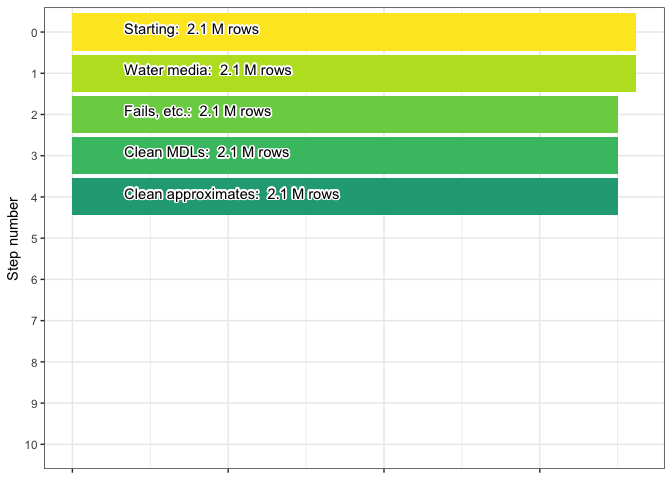 0
Starting:  2.1 M rows
1
Water media:  2.1 M rows
2
Fails, etc.:  2.1 M rows
3
Clean MDLs:  2.1 M rows
4
Clean approximates:  2.1 M rows
5
6
7
8
9
10
Step number